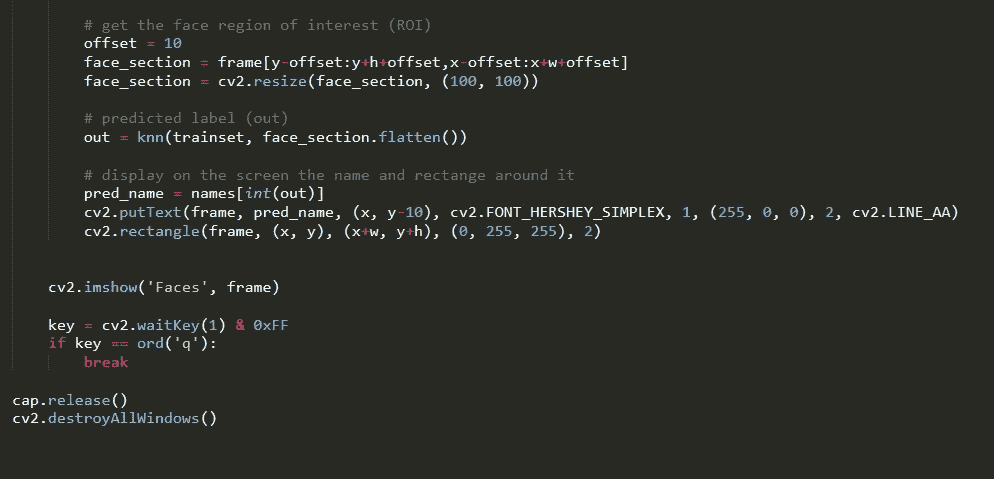 # get the face region of interest (ROI)
offset = 10
face_section = frame[y-offset:y+h+offset,x-offset:x+w+offset]
face_section = cv2.resize(face_section, (100, 100))
# predicted label (out)
out = knn(trainset, face_section.flatten())
# display on the screen the name and rectange around it
pred_name = names[int(out)]
cv2.putText(frame, pred_name, (x, y-10), cv2.FONT_HERSHEY_SIMPLEX, 1, (255, 0, 0), 2, cv2.LINE_AA)
cv2.rectangle(frame, (x, y), (x+w, y+h), (0, 255, 255), 2)
cv2.imshow('Faces', frame)
key = cv2.waitKey(1) & 0xFF
if key == ord('q'):
break
cap.release()
cv2.destroyAllWindows()